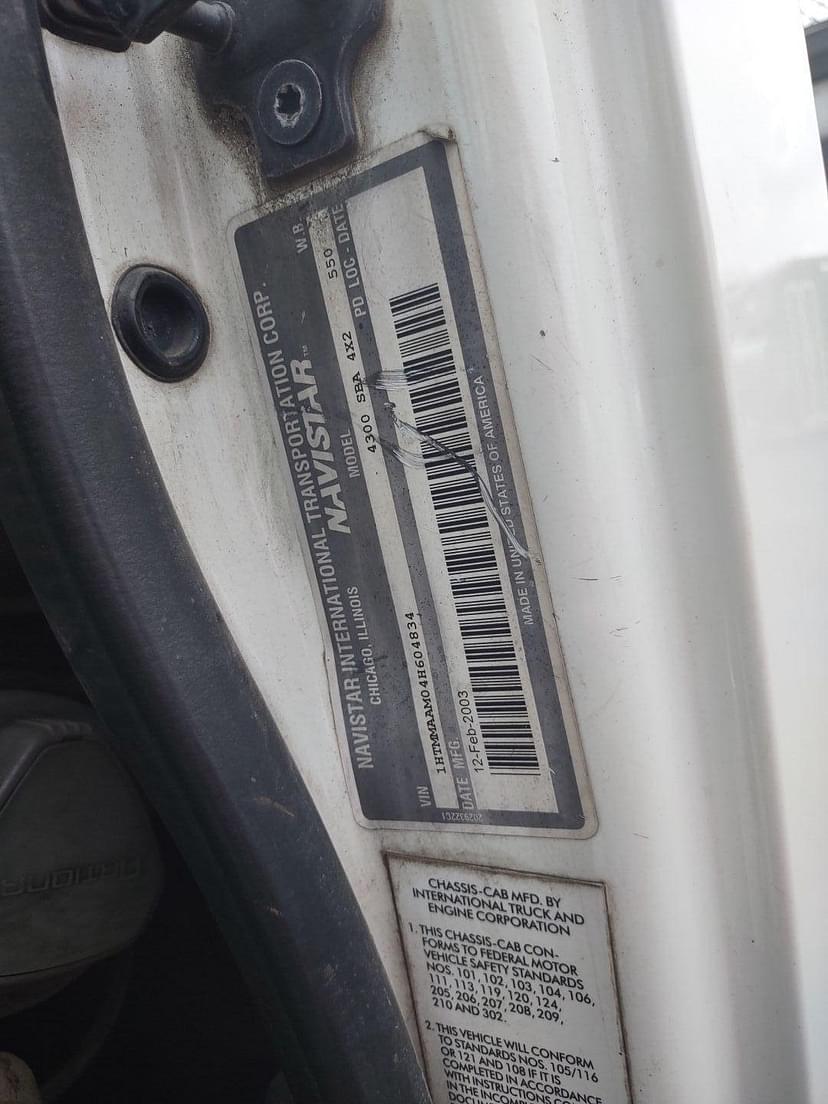 NAVISTAR INTERNATIONAL TRANSPORTATION CORP.
CHICAGO, ILLINOIS
NAVISTAR™
MODEL
W.B.
4300 SBA 4X2
550
PD LOC - DATE
VIN
1HTMMAAM04H604834
DATE MFG.
12-Feb-2003
MADE IN UNITED STATES OF AMERICA
2029322C1
CHASSIS-CAB MFD. BY
INTERNATIONAL TRUCK AND
ENGINE CORPORATION
1. THIS CHASSIS-CAB CON-
FORMS TO FEDERAL MOTOR
VEHICLE SAFETY STANDARDS
NOS. 101, 102, 103, 104, 106,
111, 113, 119, 120, 124,
205, 206, 207, 208, 209,
210 AND 302.
2. THIS VEHICLE WILL CONFORM
TO STANDARDS NOS. 105/116
OR 121 AND 108 IF IT IS
COMPLETED IN ACCORDANCE
WITH INSTRUCTIONS
IN THE